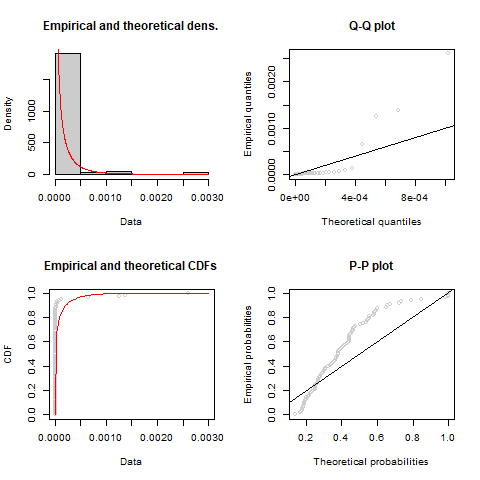 Empirical and theoretical dens.
Density
0 500 1000
0.0000 0.0010 0.0020 0.0030
Data
Q-Q plot
Empirical quantiles
0.0000 0.0010 0.0020
0e+00 4e-04 8e-04
Theoretical quantiles
Empirical and theoretical CDFs
CDF
0.0 0.2 0.4 0.6 0.8 1.0
0.0000 0.0010 0.0020 0.0030
Data
P-P plot
Empirical probabilities
0.0 0.2 0.4 0.6 0.8 1.0
0.2 0.4 0.6 0.8 1.0
Theoretical probabilities